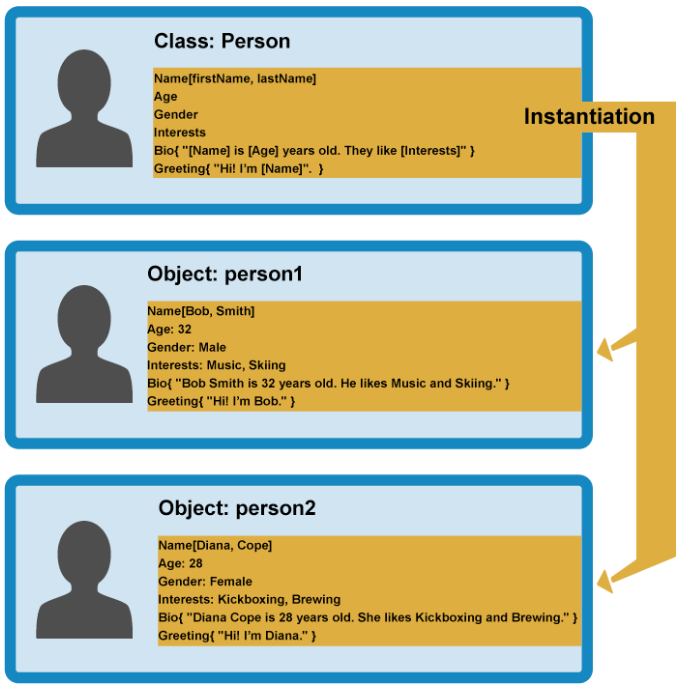 Class: Person
Name[firstName, lastName]
Age
Gender
Interests
Bio{ "[Name] is [Age] years old. They like [Interests]" }
Greeting{ "Hi! I'm [Name]".  }
Instantiation
Object: person1
Name[Bob, Smith]
Age: 32
Gender: Male
Interests: Music, Skiing
Bio{ "Bob Smith is 32 years old. He likes Music and Skiing." }
Greeting{ "Hi! I'm Bob." }
Object: person2
Name[Diana, Cope]
Age: 28
Gender: Female
Interests: Kickboxing, Brewing
Bio{ "Diana Cope is 28 years old. She likes Kickboxing and Brewing." }
Greeting{ "Hi! I'm Diana." }